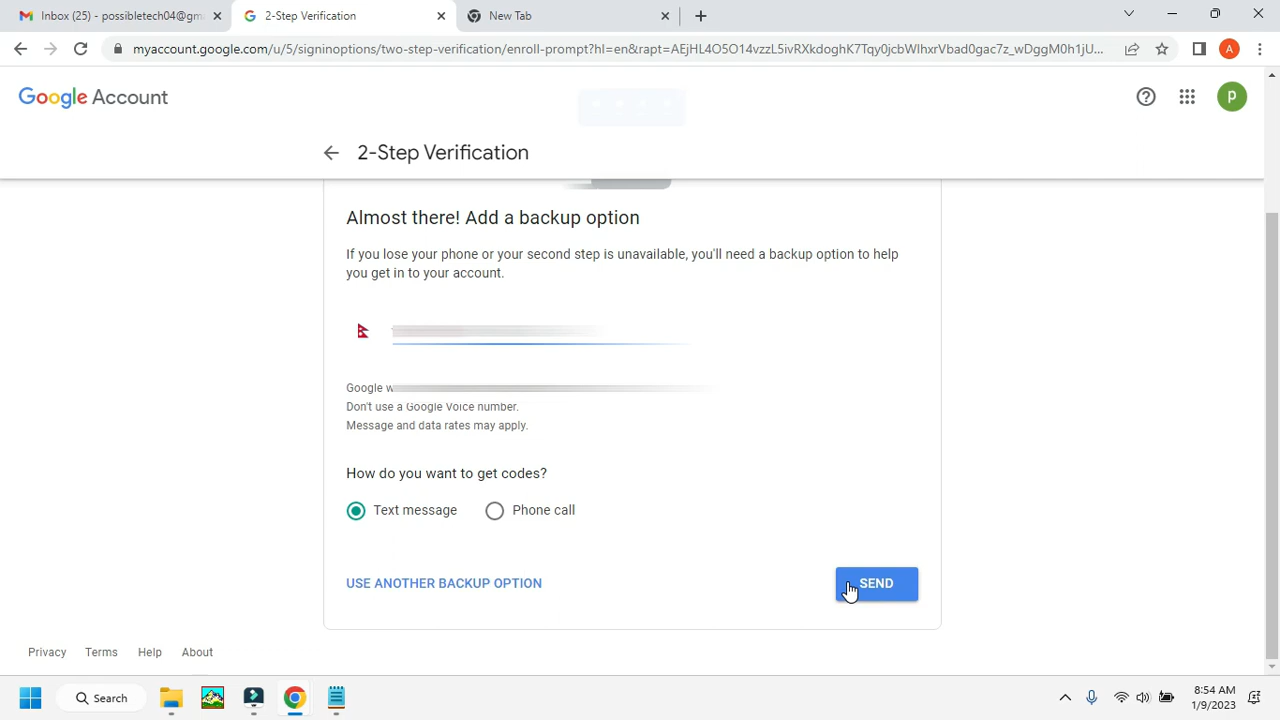 Inbox (25) - possibletech04@gm
2-Step Verification
New Tab
myaccount.google.com/u/5/signinoptions/two-step-verification/enroll-prompt?hl=en&rapt=AEjHL4O5O14vzzL5ivRXkdoghK7Tqy0jcbWIhxrVbad0gac7z_wDggM0h1jU...
A
Google Account
p
2-Step Verification
Almost there! Add a backup option
If you lose your phone or your second step is unavailable, you'll need a backup option to help
you get in to your account.
Google
Don't use a Google Voice number.
Message and data rates may apply.
How do you want to get codes?
Text message Phone call
USE ANOTHER BACKUP OPTION
SEND
Privacy Terms Help About
Search
8:54 AM
1/9/2023